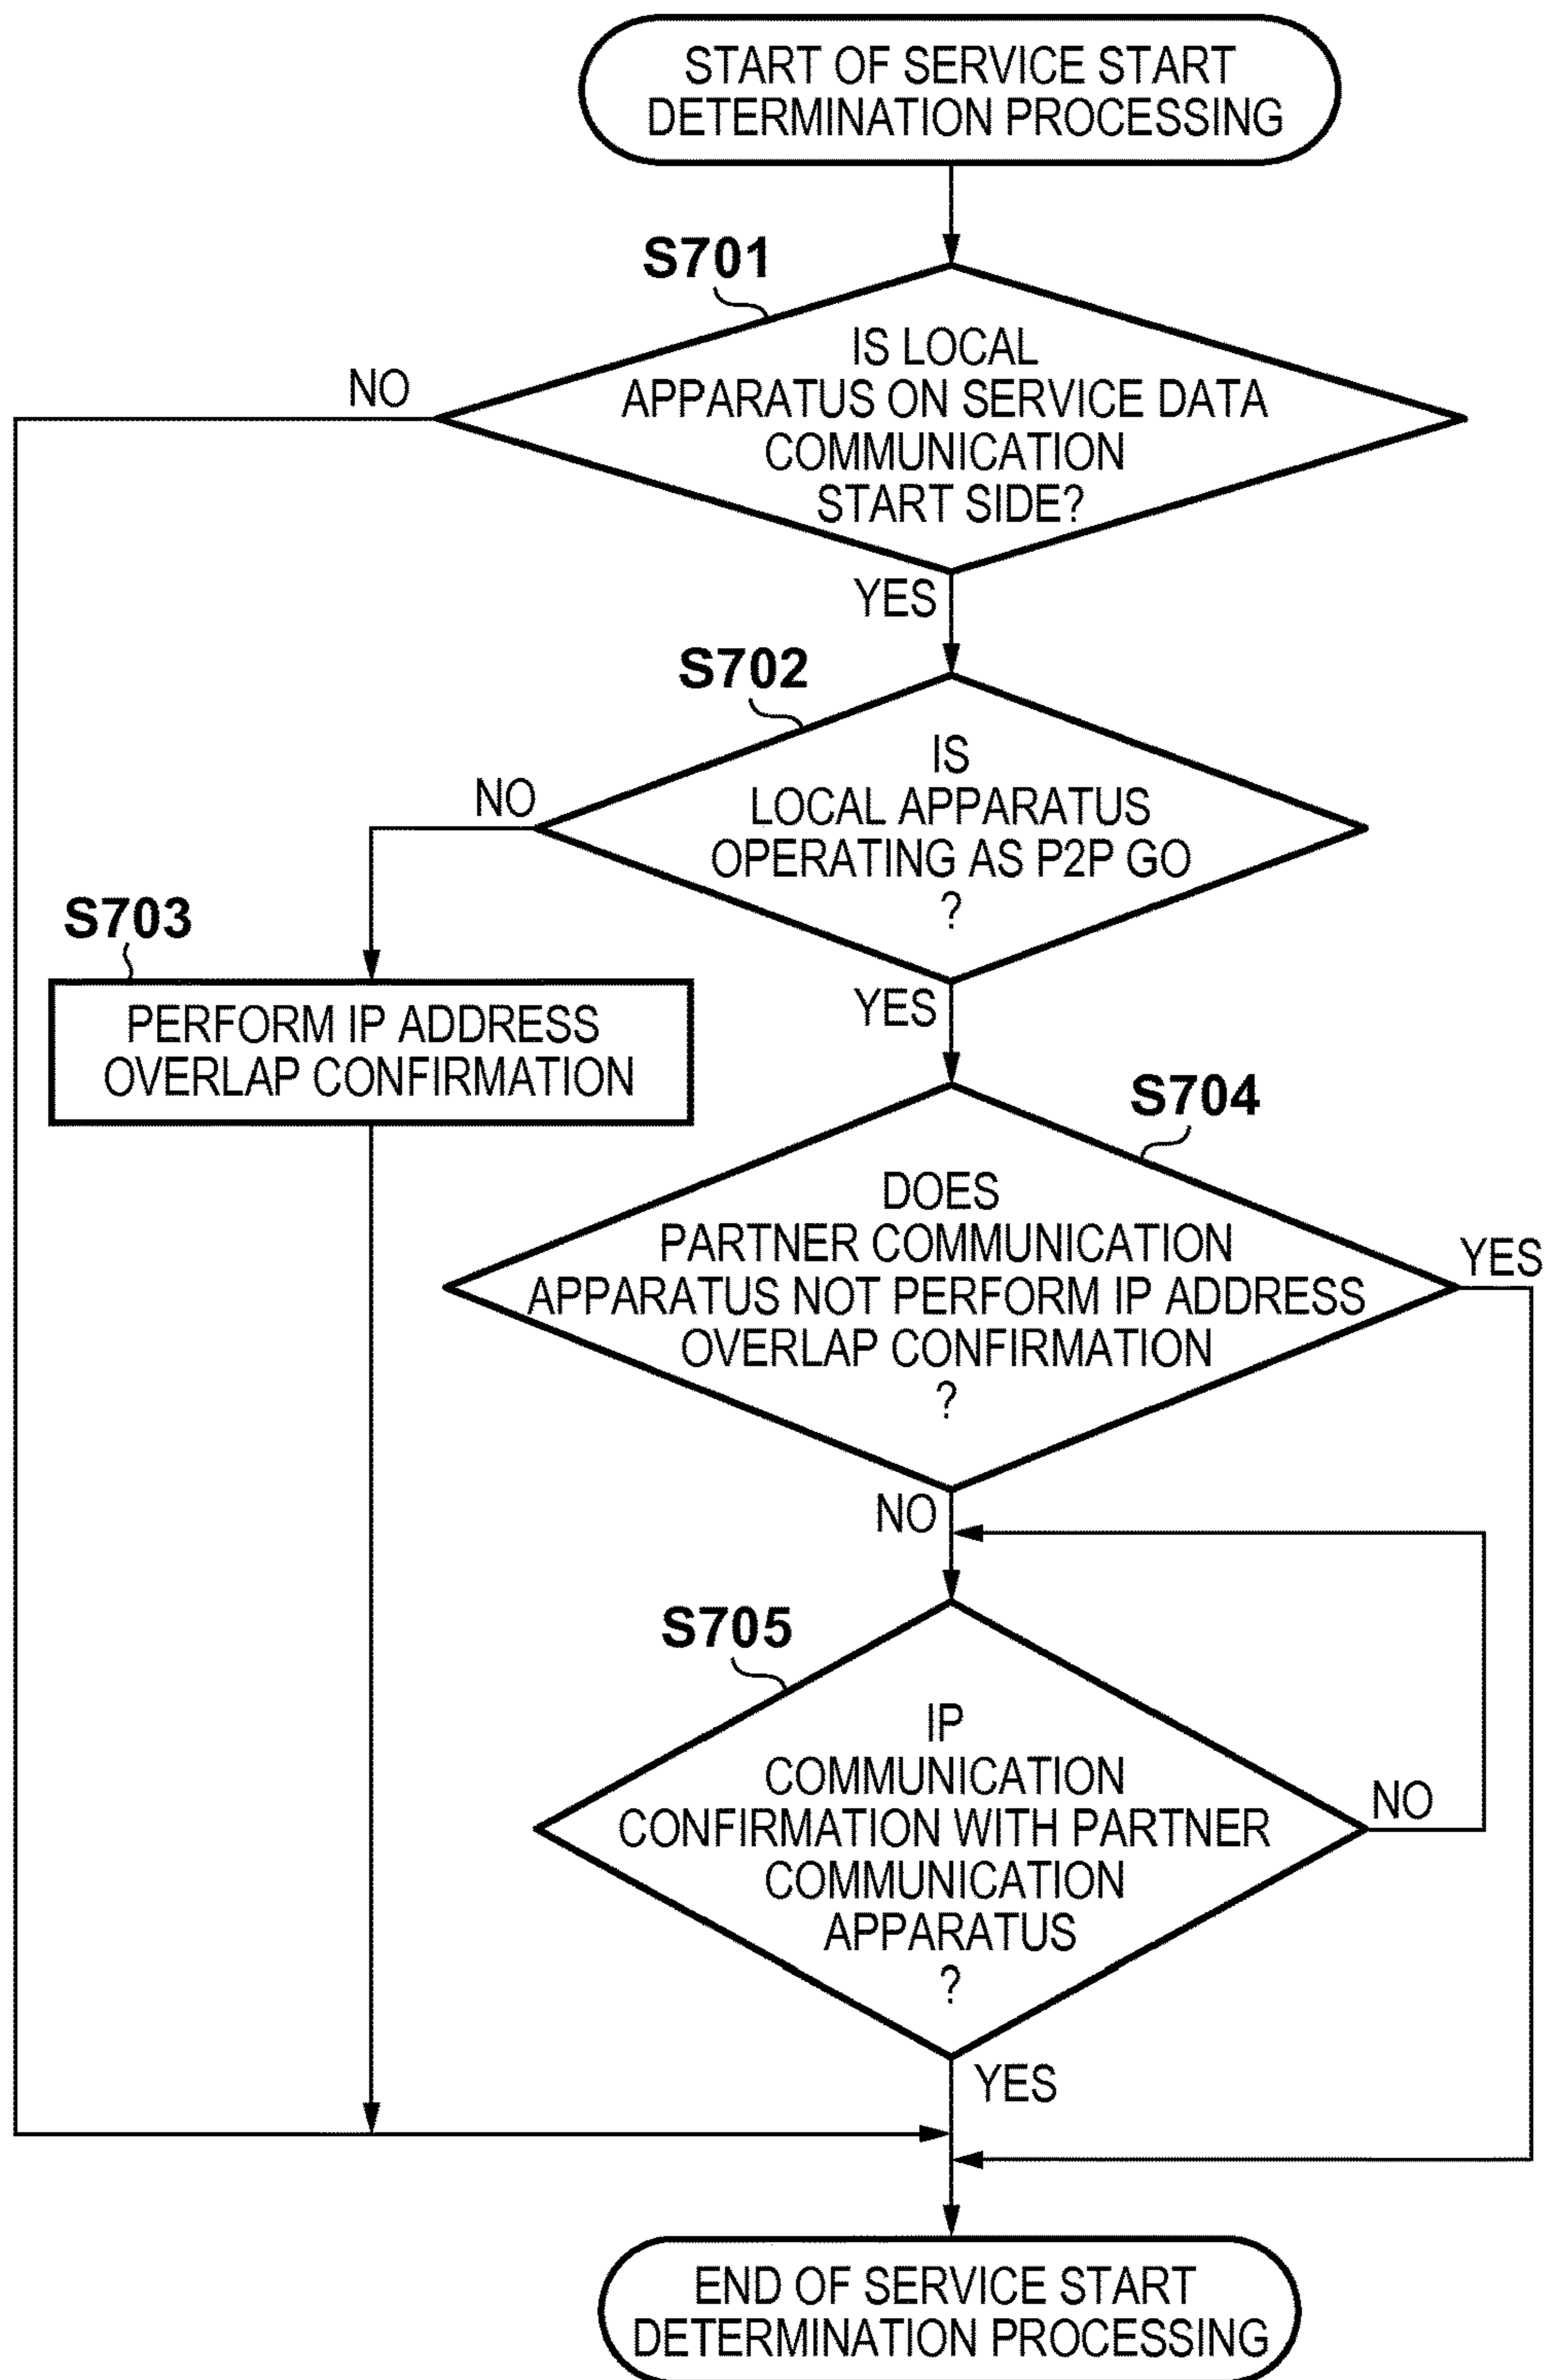 START OF SERVICE START
DETERMINATION PROCESSING
S701
IS LOCAL
APPARATUS ON SERVICE DATA
COMMUNICATION
START SIDE?
NO
YES
S702
IS
LOCAL APPARATUS
OPERATING AS P2P GO
?
NO
YES
S703
PERFORM IP ADDRESS
OVERLAP CONFIRMATION
S704
DOES
PARTNER COMMUNICATION
APPARATUS NOT PERFORM IP ADDRESS
OVERLAP CONFIRMATION
?
YES
NO
S705
IP
COMMUNICATION
CONFIRMATION WITH PARTNER
COMMUNICATION
APPARATUS
?
NO
YES
END OF SERVICE START
DETERMINATION PROCESSING